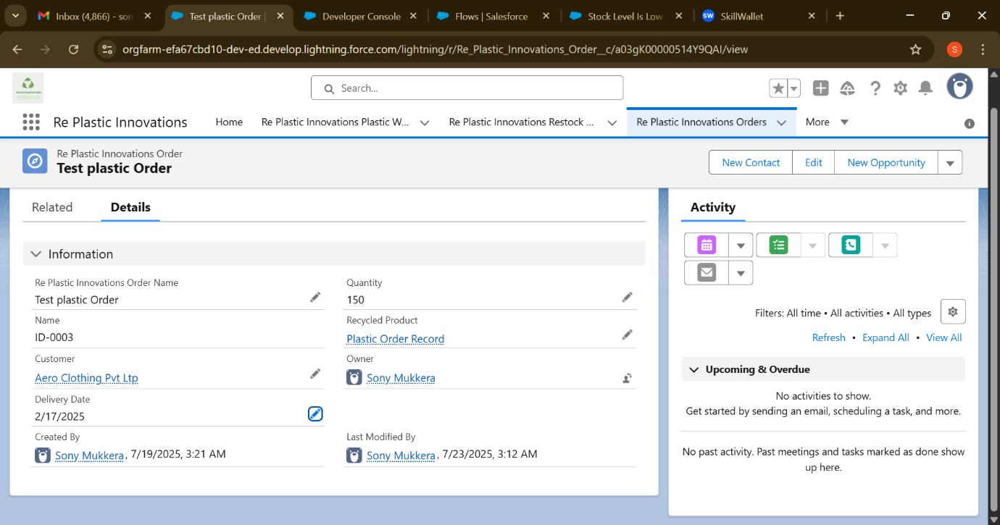 Inbox (4,866) - sor
Test plastic Order |
Developer Console
Flows | Salesforce
Stock Level Is Low
SW
SkillWallet
orgfarm-efa67cbd10-dev-ed.develop.lightning.force.com/lightning/r/Re_Plastic_Innovations_Order__c/a03gK00000514Y9QAI/view
S
Search...
Re Plastic Innovations
Home
Re Plastic Innovations Plastic W...
Re Plastic Innovations Restock ...
Re Plastic Innovations Orders
More
Re Plastic Innovations Order
Test plastic Order
New Contact
Edit
New Opportunity
Related
Details
Information
Re Plastic Innovations Order Name
Test plastic Order
Quantity
150
Name
ID-0003
Recycled Product
Plastic Order Record
Customer
Aero Clothing Pvt Ltp
Owner
Sony Mukkera
Delivery Date
2/17/2025
Created By
Sony Mukkera, 7/19/2025, 3:21 AM
Last Modified By
Sony Mukkera, 7/23/2025, 3:12 AM
Activity
Filters: All time • All activities • All types
Refresh • Expand All • View All
Upcoming & Overdue
No activities to show.
Get started by sending an email, scheduling a task, and more.
No past activity. Past meetings and tasks marked as done show
up here.